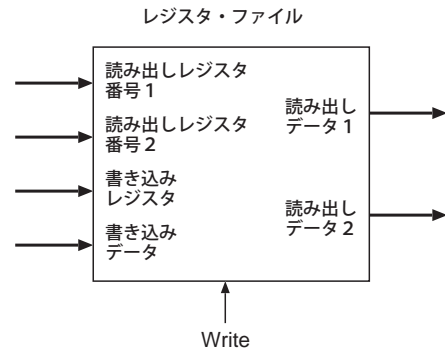 レジスタ・ファイル
読み出しレジスタ
番号1
読み出しレジスタ
番号2
書き込み
レジスタ
書き込み
データ
読み出し
データ1
読み出し
データ2
Write